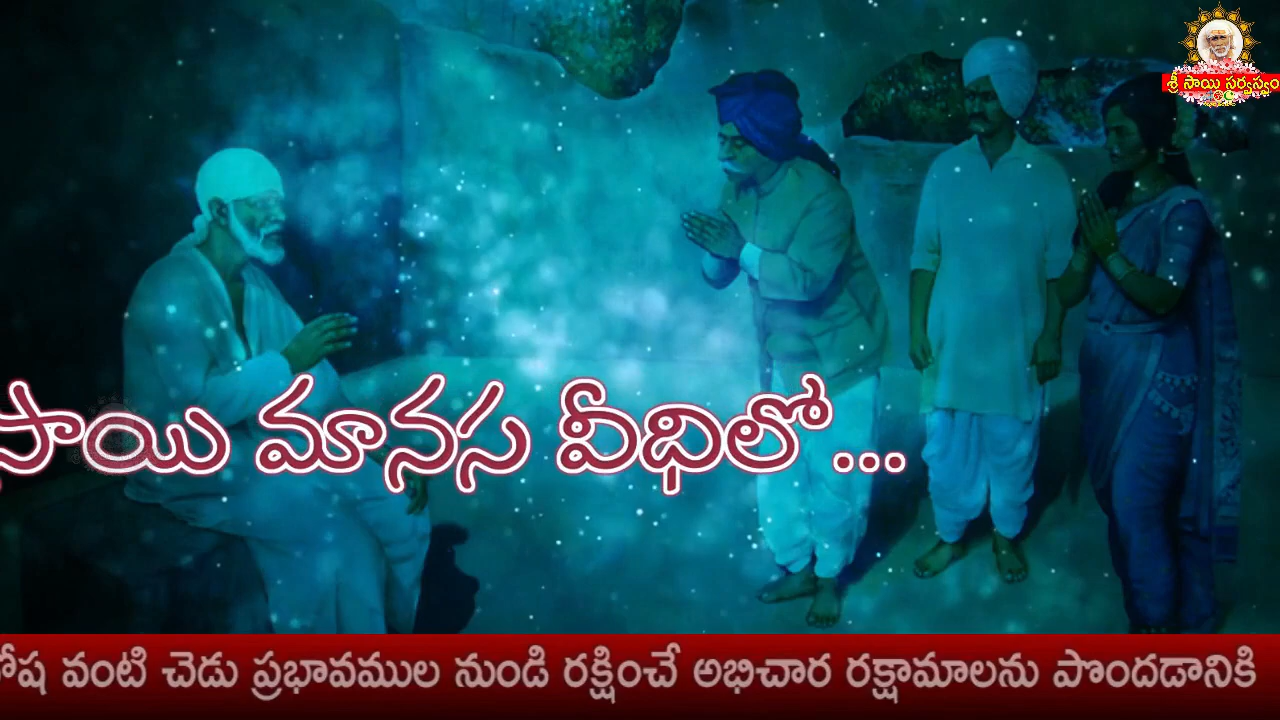 శ్రీ సాయి సర్వస్వం
సాయి మానస వీధిలో...
వంటి చెడు ప్రభావముల నుండి రక్షించే అభిచార రక్షామాలను పొందడానికి